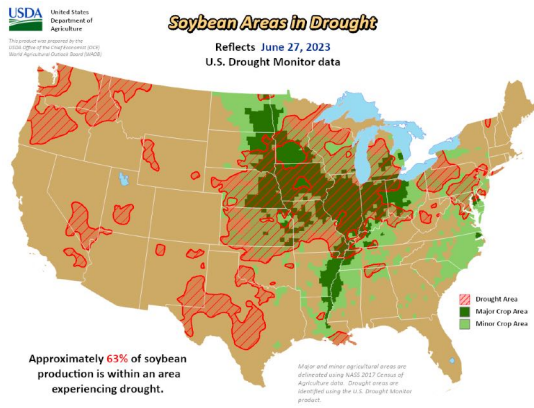 USDA
United States
Department of
Agriculture
This product was prepared by the
USDA Office of the Chief Economist (OCE)
World Agricultural Outlook Board (WAOB)
Soybean Areas in Drought
Reflects June 27, 2023
U.S. Drought Monitor data
Drought Area
Major Crop Area
Minor Crop Area
Approximately 63% of soybean
production is within an area
experiencing drought.
Major and minor agricultural areas are
delineated using NASS 2017 Census of
Agriculture data. Drought areas are
identified using the U.S. Drought Monitor
product.